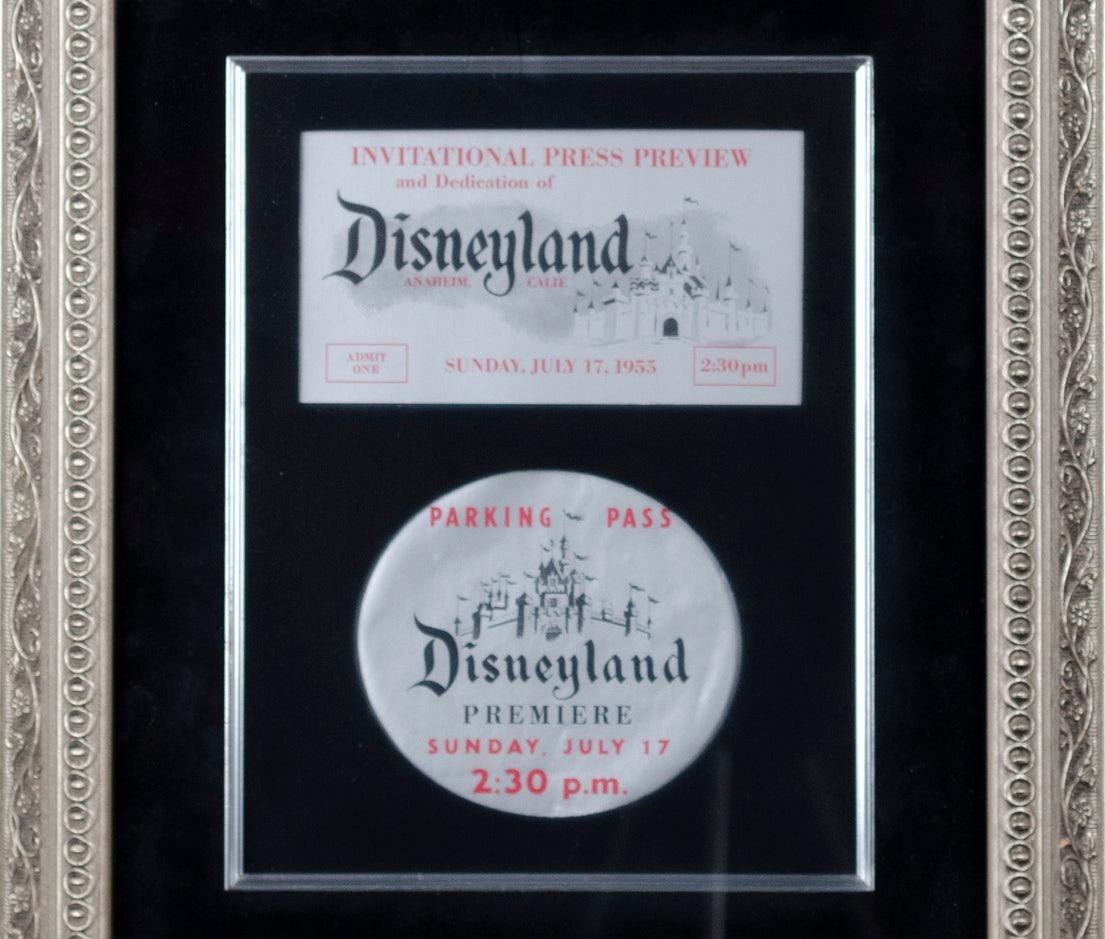 INVITATIONAL PRESS PREVIEW
and Dedication of
Disneyland
ANAHEIM, CALIF
ADMIT
ONE
SUNDAY, JULY 17, 1955
2:30pm
PARKING PASS
Disneyland
PREMIERE
SUNDAY, JULY 17
2:30 p.m.